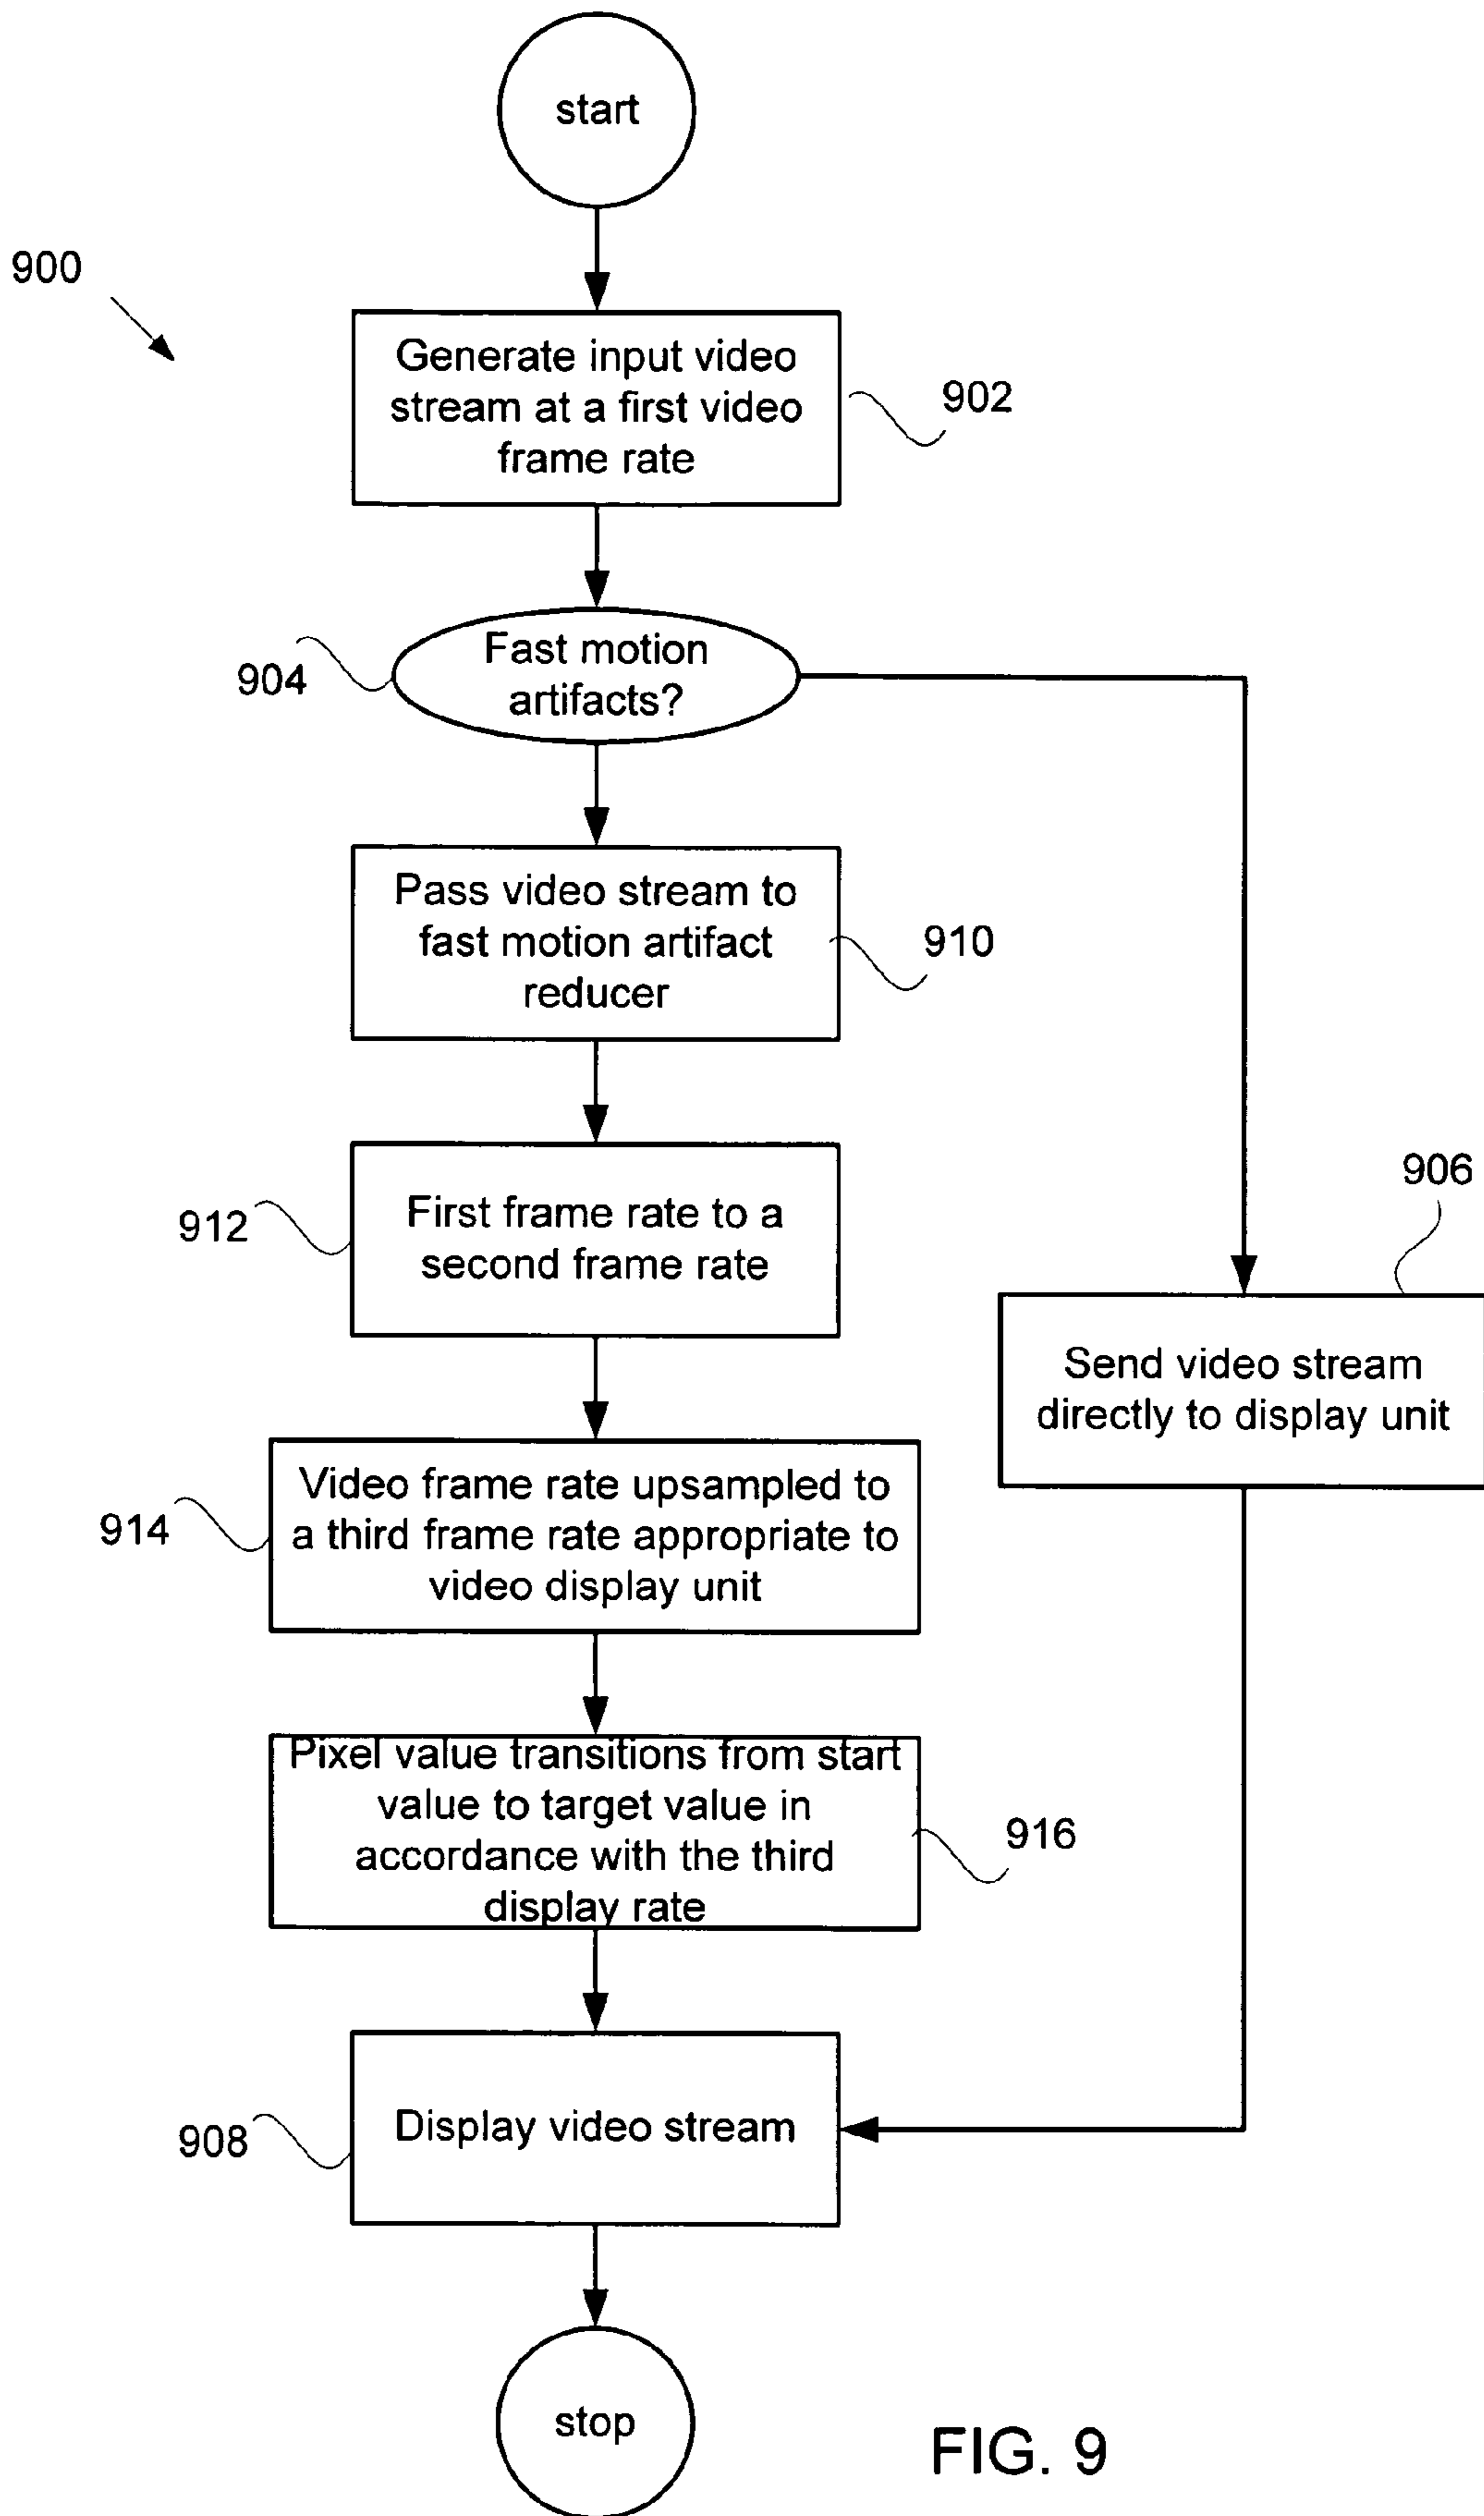 start
900
Generate input video
stream at a first video
frame rate
902
Fast motion
artifacts?
904
Pass video stream to
fast motion artifact
reducer
910
First frame rate to a
second frame rate
912
906
Send video stream
directly to display unit
Video frame rate upsampled to
a third frame rate appropriate to
video display unit
914
Pixel value transitions from start
value to target value in
accordance with the third
display rate
916
Display video stream
908
stop
FIG. 9